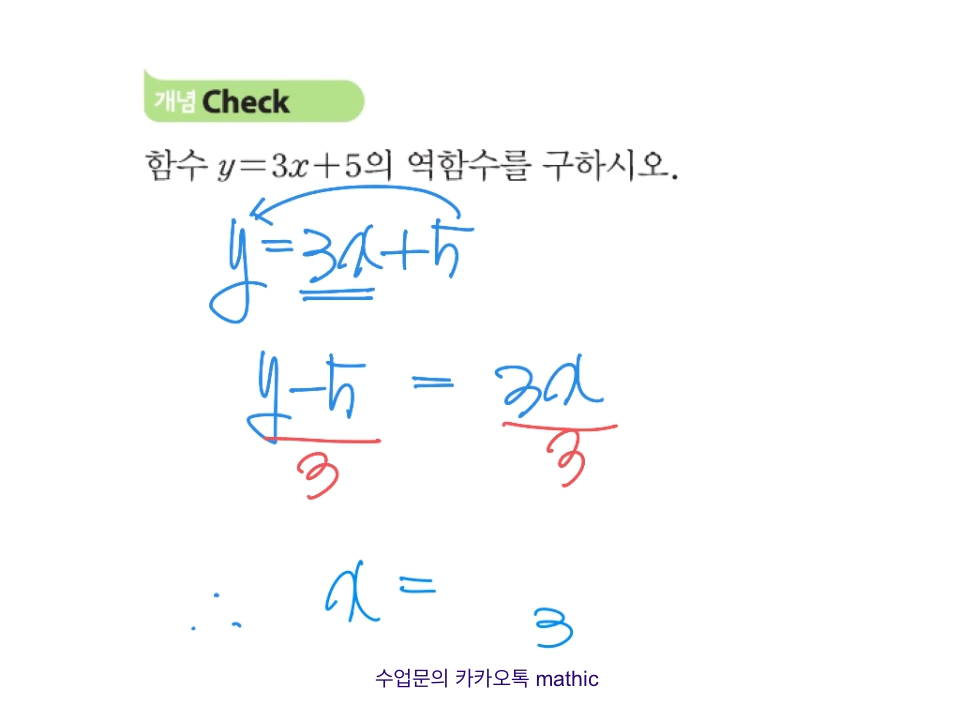 개념 Check
함수 y=3x+5의 역함수를 구하시오.
y=3x+5
y-5 = 3x
3 3
∴ x =
3
수업문의 카카오톡 mathic